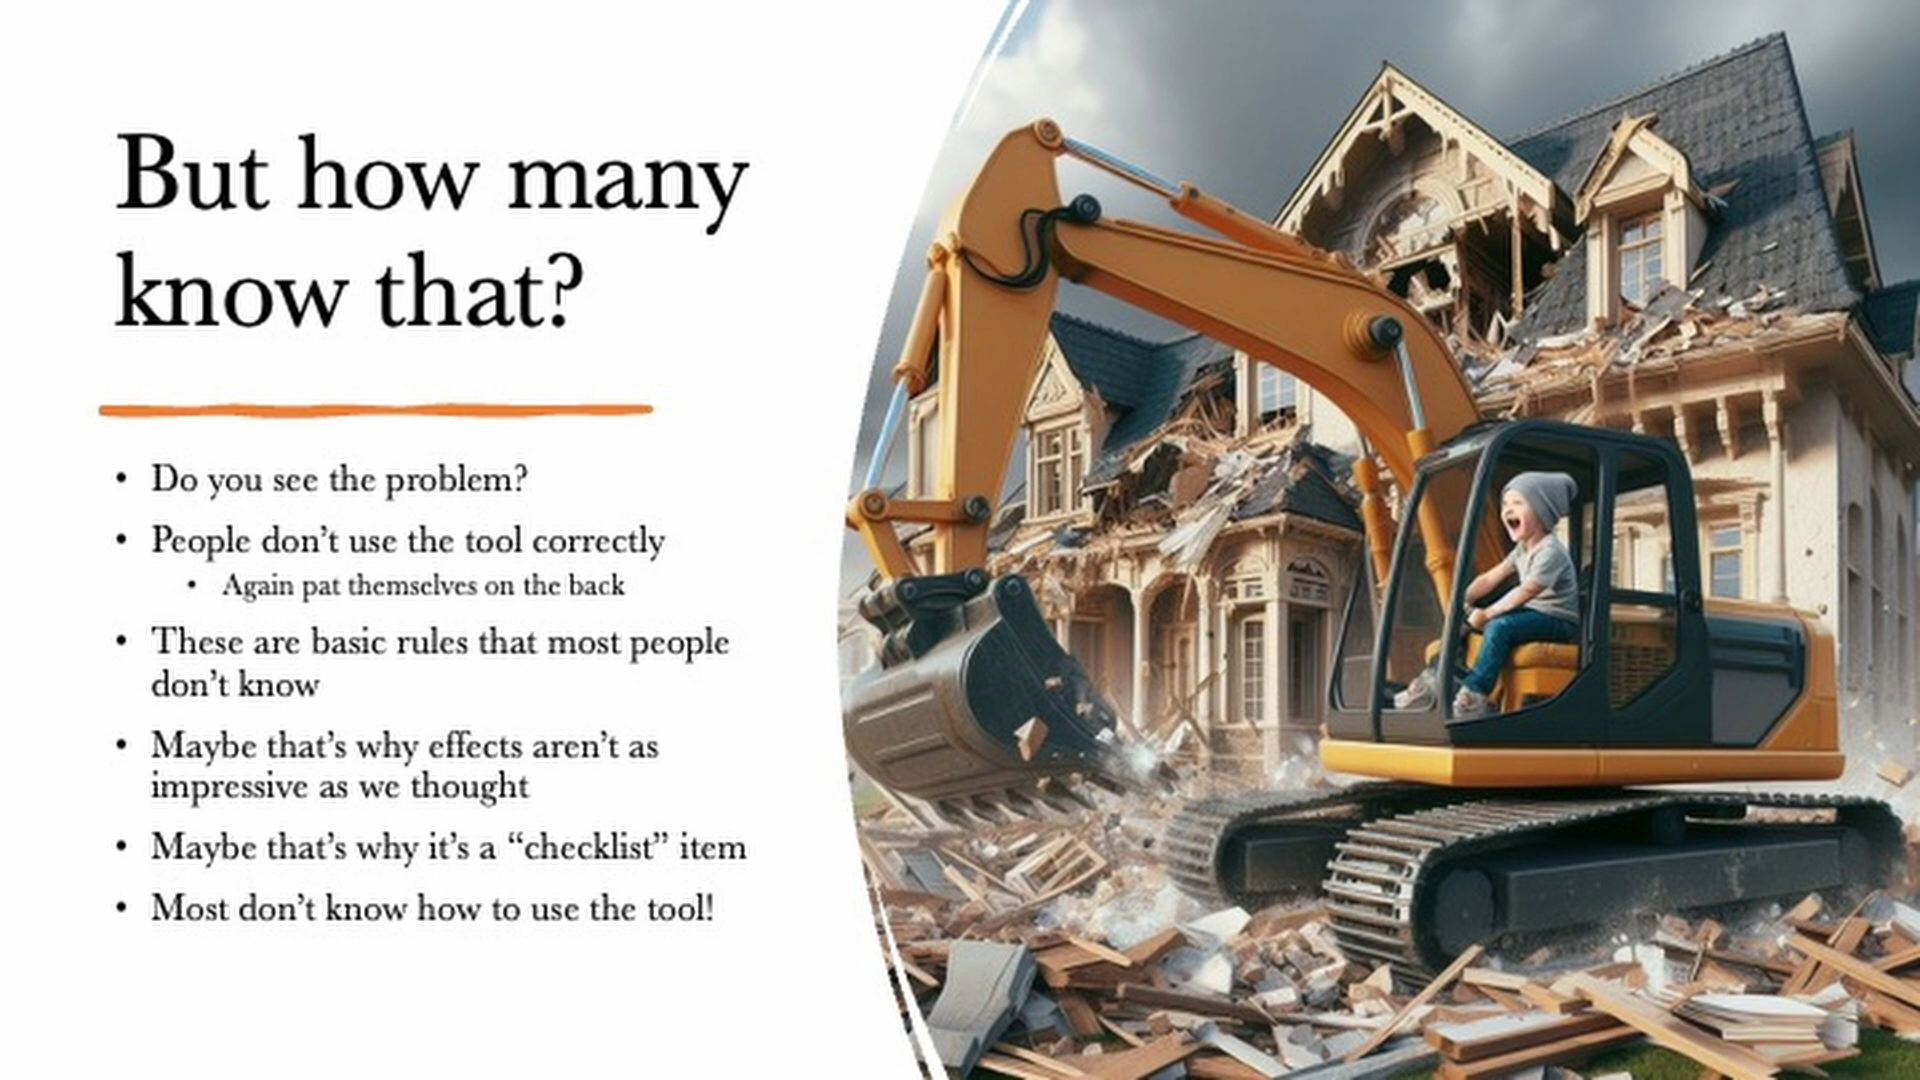 But how many
know that?
• Do you see the problem?
• People don’t use the tool correctly
• Again pat themselves on the back
• These are basic rules that most people
don’t know
• Maybe that’s why effects aren’t as
impressive as we thought
• Maybe that’s why it’s a “checklist” item
• Most don’t know how to use the tool!